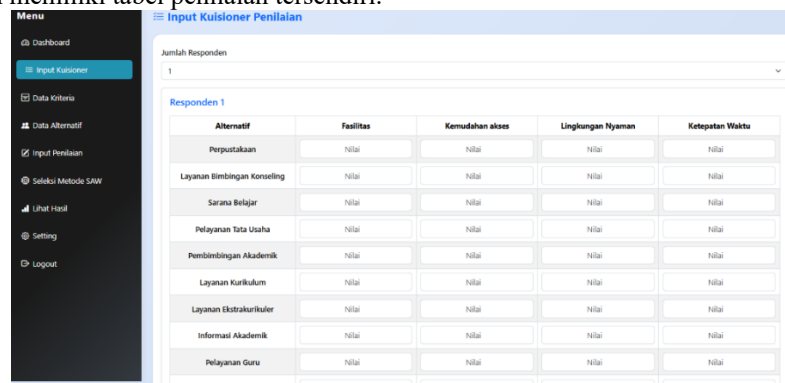 memiliki tabel penilaian tersendiri.
Menu
Dashboard
Input Kuisioner
Data Kriteria
Data Alternatif
Input Penilaian
Seleksi Metode SAW
Lihat Hasil
Setting
Logout
Input Kuisioner Penilaian
Jumlah Responden
1
Responden 1
Alternatif Fasilitas Kemudahan akses Lingkungan Nyaman Ketepatan Waktu
Perpustakaan Nilai Nilai Nilai Nilai
Layanan Bimbingan Konseling Nilai Nilai Nilai Nilai
Sarana Belajar Nilai Nilai Nilai Nilai
Pelayanan Tata Usaha Nilai Nilai Nilai Nilai
Pembimbingan Akademik Nilai Nilai Nilai Nilai
Layanan Kurikulum Nilai Nilai Nilai Nilai
Layanan Ekstrakurikuler Nilai Nilai Nilai Nilai
Informasi Akademik Nilai Nilai Nilai Nilai
Pelayanan Guru Nilai Nilai Nilai Nilai